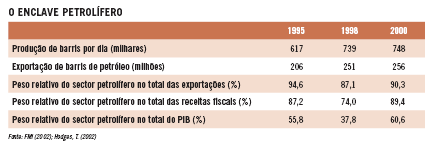 O ENCLAVE PETROLÍFERO
1995 1998 2000
Produção de barris por dia (milhares) 617 739 748
Exportação de barris de petróleo (milhões) 206 251 256
Peso relativo do sector petrolífero no total das exportações (%) 94,6 87,1 90,3
Peso relativo do sector petrolífero no total das receitas fiscais (%) 87,2 74,0 89,4
Peso relativo do sector petrolífero no total do PIB (%) 55,8 37,8 60,6
Fonte: FMI (2002); Hodges, T. (2002)